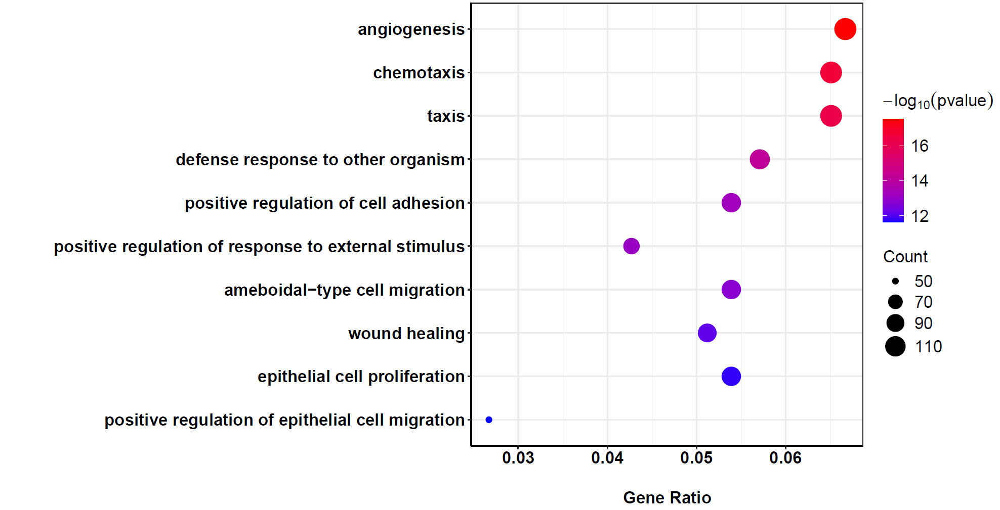 angiogenesis
chemotaxis
taxis
defense response to other organism
positive regulation of cell adhesion
positive regulation of response to external stimulus
ameboidal−type cell migration
wound healing
epithelial cell proliferation
positive regulation of epithelial cell migration
0.03 0.04 0.05 0.06
Gene Ratio
−log₁₀(pvalue)
16
14
12
Count
50
70
90
110